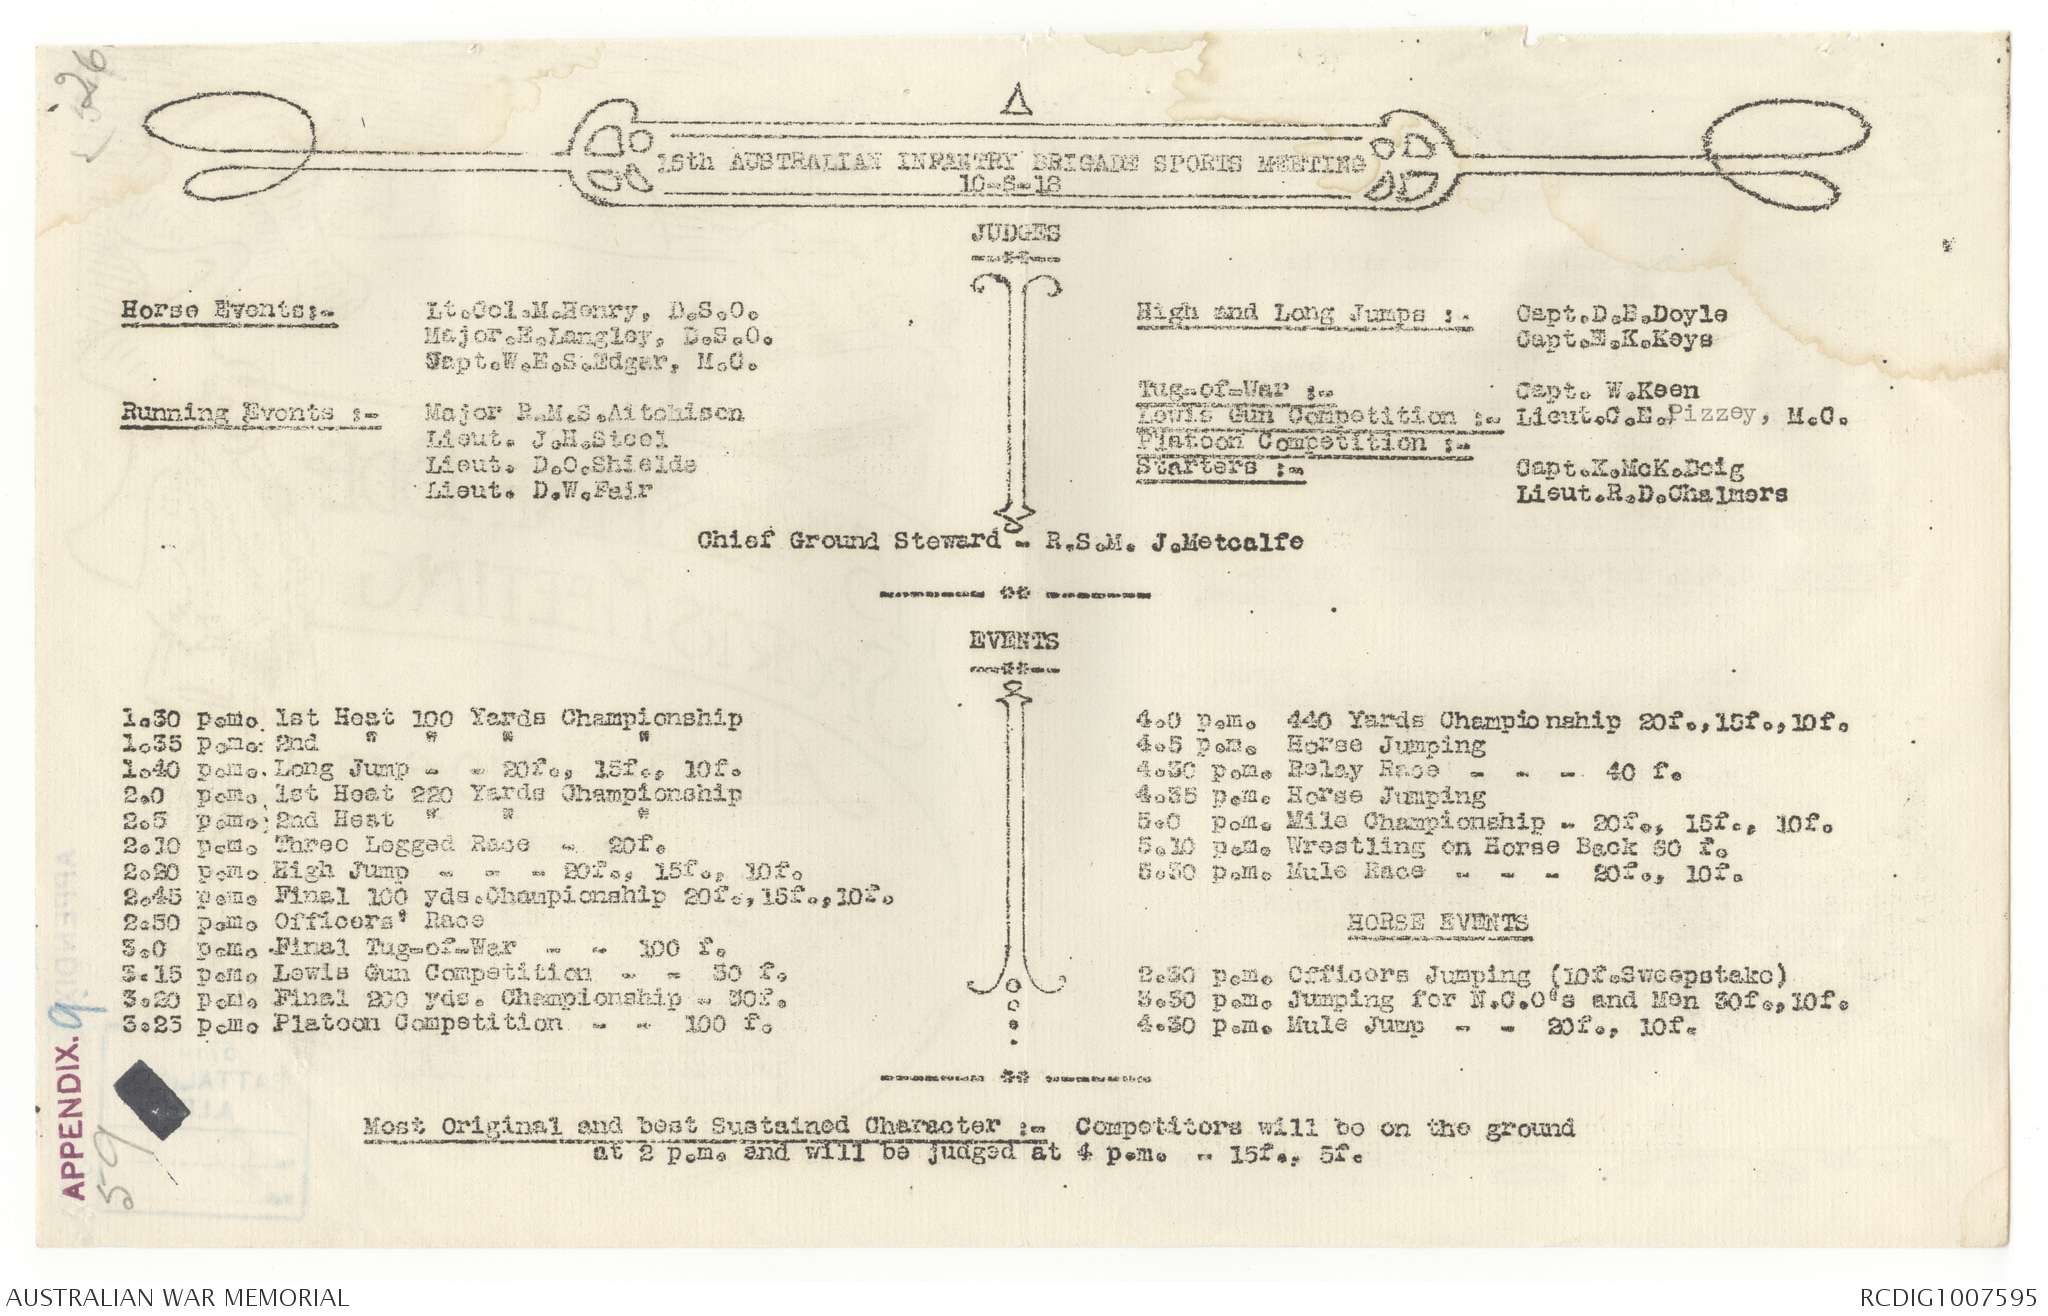 526
15th AUSTRALIAN INFANTRY BRIGADE SPORTS MEETING
10-6-18
JUDGES
--**--
Horse Events:-
Lt.Col.M.Henry, D.S.O.
Major.E.Langley, D.S.O.
Capt.W.E.S.Edgar, M.C.
Running Events :-
Major R.M.S.Aitchison
Lieut. J.H.Steel
Lieut. D.O.Shields
Lieut. D.W.Fair
High and Long Jumps :-
Capt.D.B.Doyle
Capt.E.K.Keys
Tug-of-War :- Capt. W.Keen
Lewis Gun Competition :- Lieut.C.E.Pizzey, M.C.
Platoon Competition :-
Starters :- Capt.K.McK.Doig
Lieut.R.D.Chalmers
Chief Ground Steward - R.S.M. J.Metcalfe
------- ** -------
EVENTS
--**--
1.30 p.m. 1st Heat 100 Yards Championship
1.35 p.m. 2nd " " " "
1.40 p.m. Long Jump - - 20f., 15f., 10f.
2.0 p.m. 1st Heat 220 Yards Championship
2.5 p.m. 2nd Heat " " "
2.10 p.m. Three Legged Race - 20f.
2.20 p.m. High Jump - - - 20f., 15f., 10f.
2.45 p.m. Final 100 yds.Championship 20f.,15f.,10f.
2.50 p.m. Officers' Race
3.0 p.m. Final Tug-of-War - - 100 f.
3.15 p.m. Lewis Gun Competition - - 30 f.
3.20 p.m. Final 200 yds. Championship - 30f.
3.25 p.m. Platoon Competition - - 100 f.
4.0 p.m. 440 Yards Championship 20f.,15f.,10f.
4.5 p.m. Horse Jumping
4.30 p.m. Relay Race - - - 40 f.
4.35 p.m. Horse Jumping
5.0 p.m. Mile Championship - 20f., 15f., 10f.
5.10 p.m. Wrestling on Horse Back 60 f.
5.30 p.m. Mule Race - - - 20f., 10f.
HORSE EVENTS
2.30 p.m. Officers Jumping (10f.Sweepstake)
3.30 p.m. Jumping for N.C.O's and Men 30f.,10f.
4.30 p.m. Mule Jump - - 20f., 10f.
------- ** -------
Most Original and best Sustained Character :- Competitors will be on the ground
at 2 p.m. and will be judged at 4 p.m. - 15f., 5f.
APPENDIX. 9
59
AUSTRALIAN WAR MEMORIAL
RCDIG1007595